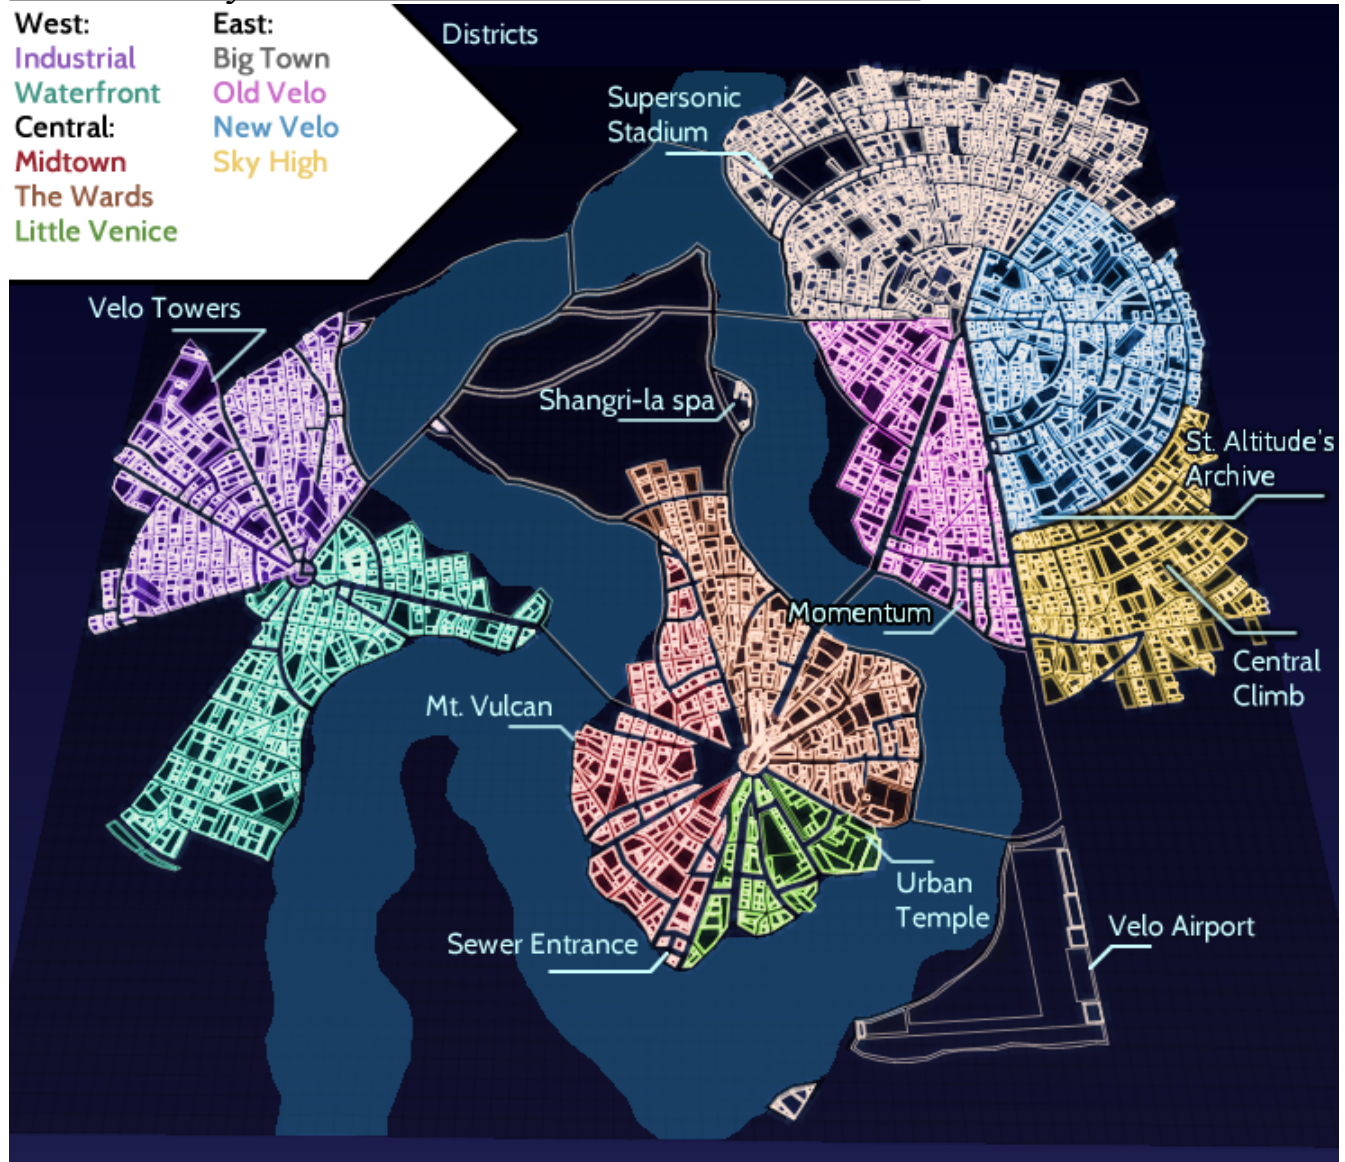 West:
Industrial
Waterfront
Central:
Midtown
The Wards
Little Venice
East:
Big Town
Old Velo
New Velo
Sky High
Districts
Supersonic
Stadium
Velo Towers
Shangri-la spa
St. Altitude's
Archive
Momentum
Central
Climb
Mt. Vulcan
Urban
Temple
Velo Airport
Sewer Entrance